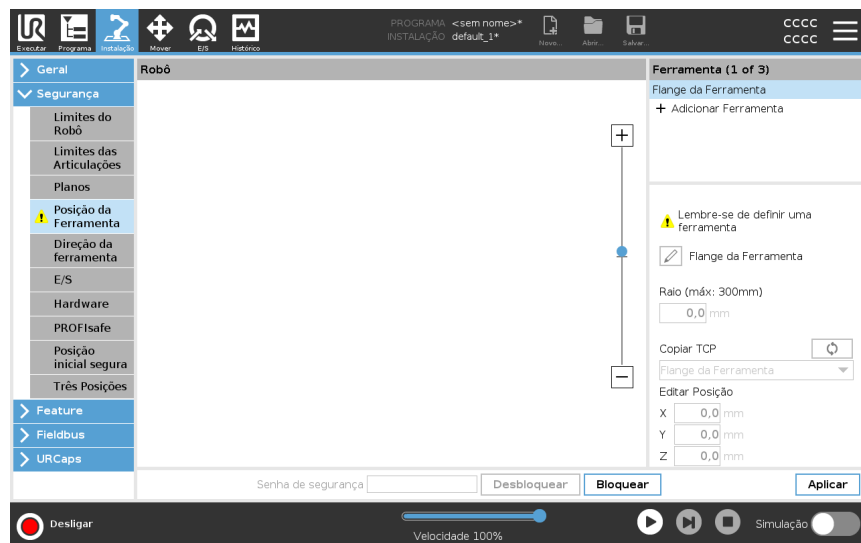 PROGRAMA <sem nome>*
INSTALAÇÃO default_1*
Executar Programa Instalação Mover E/S Histórico Novo... Abrir... Salvar...
CCCC
CCCC
Geral
Segurança
Limites do
Robô
Limites das
Articulações
Planos
Posição da
Ferramenta
Direção da
ferramenta
E/S
Hardware
PROFIsafe
Posição
inicial segura
Três Posições
Feature
Fieldbus
URCaps
Robô
Ferramenta (1 of 3)
Flange da Ferramenta
+ Adicionar Ferramenta
Lembre-se de definir uma
ferramenta
Flange da Ferramenta
Raio (máx: 300mm)
0,0 mm
Copiar TCP
Flange da Ferramenta
Editar Posição
X 0,0 mm
Y 0,0 mm
Z 0,0 mm
Senha de segurança Desbloquear Bloquear Aplicar
Desligar
Velocidade 100%
Simulação